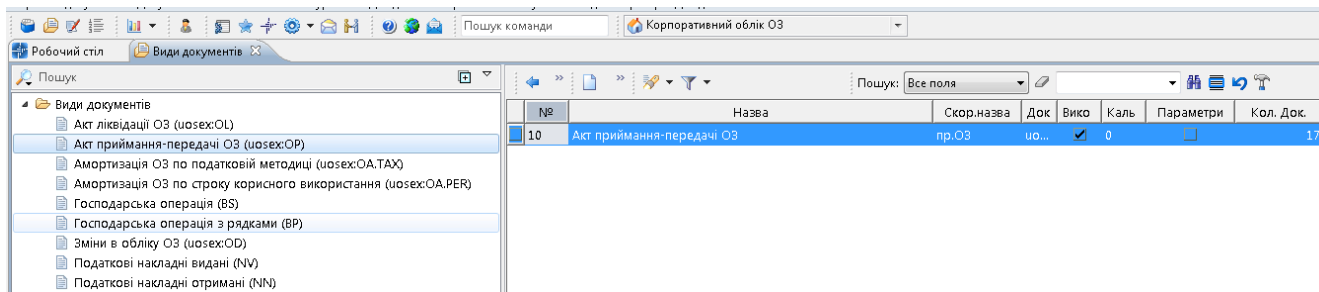 Пошук команди
Корпоративний облік ОЗ
Робочий стіл
Види документів
Пошук
Пошук: Все поля
Види документів
Акт ліквідації ОЗ (uosex:OL)
Акт приймання-передачі ОЗ (uosex:OP)
Амортизація ОЗ по податковій методиці (uosex:OA.TAX)
Амортизація ОЗ по строку корисного використання (uosex:OA.PER)
Господарська операція (BS)
Господарська операція з рядками (BP)
Зміни в обліку ОЗ (uosex:OD)
Податкові накладні видані (NV)
Податкові накладні отримані (NN)
№ Назва Скор.назва Док Вико Каль Параметри Кол. Док.
10 Акт приймання-передачі ОЗ пр.ОЗ uo... 0 17